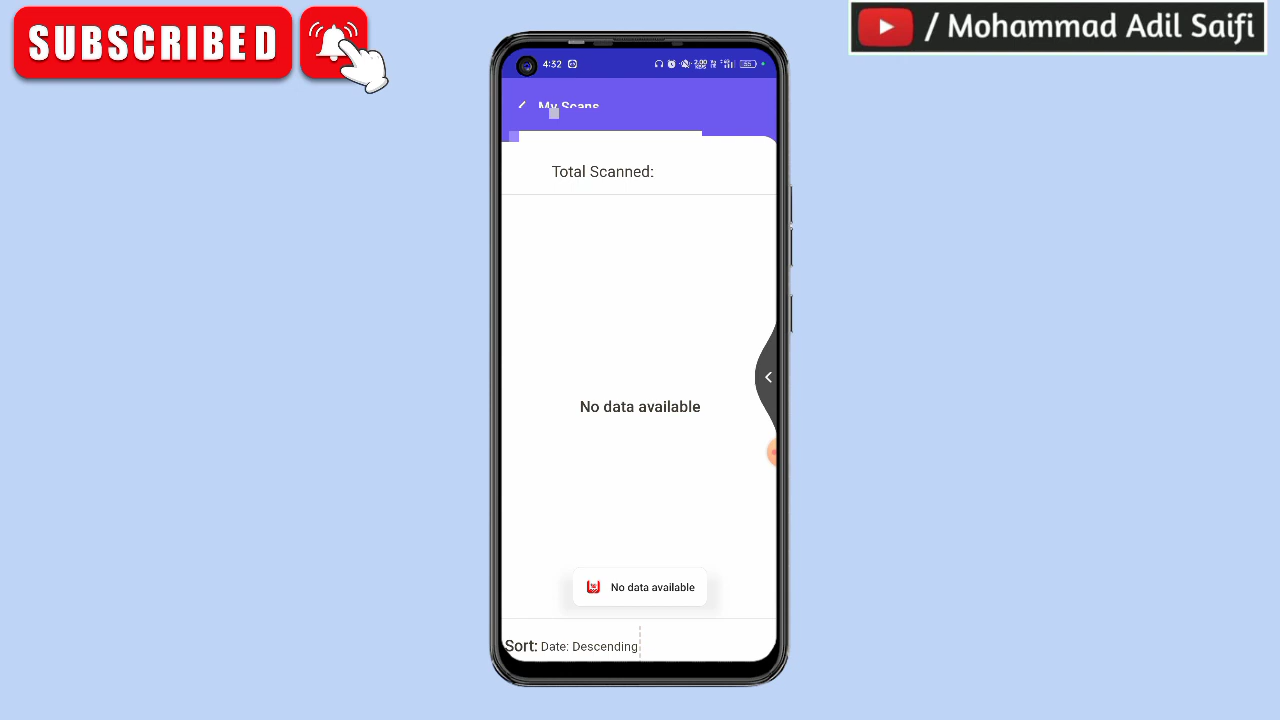 SUBSCRIBED
/ Mohammad Adil Saifi
4:32
My Scans
Total Scanned:
No data available
No data available
Sort: Date: Descending